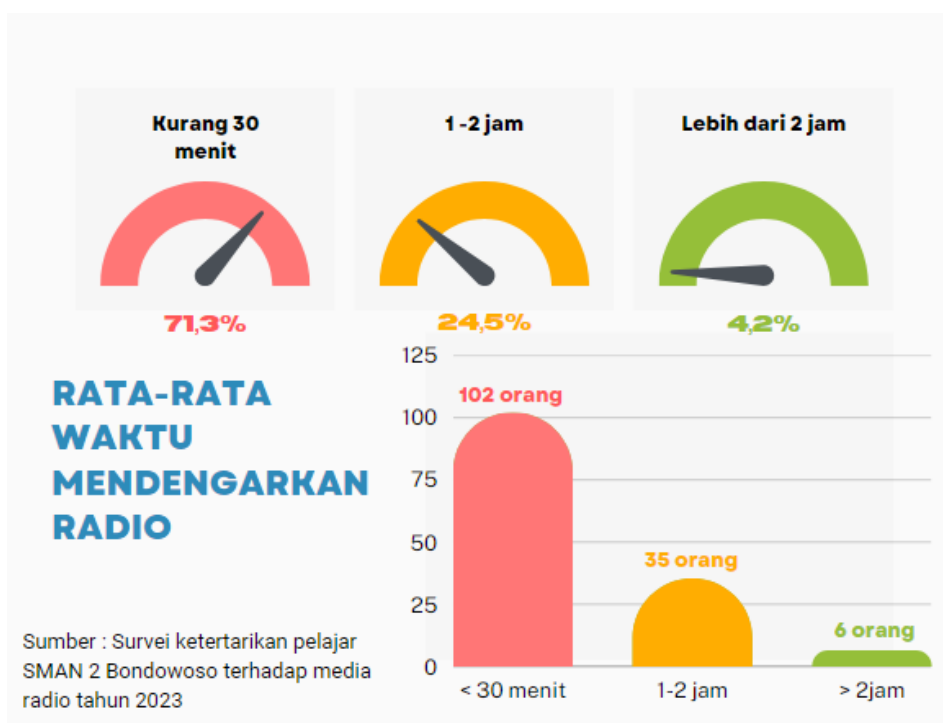 Kurang 30
menit
1 -2 jam
Lebih dari 2 jam
71,3%
24,5%
4,2%
RATA-RATA
WAKTU
MENDENGARKAN
RADIO
Sumber : Survei ketertarikan pelajar
SMAN 2 Bondowoso terhadap media
radio tahun 2023
125
100
75
50
25
0
102 orang
35 orang
6 orang
< 30 menit
1-2 jam
> 2jam